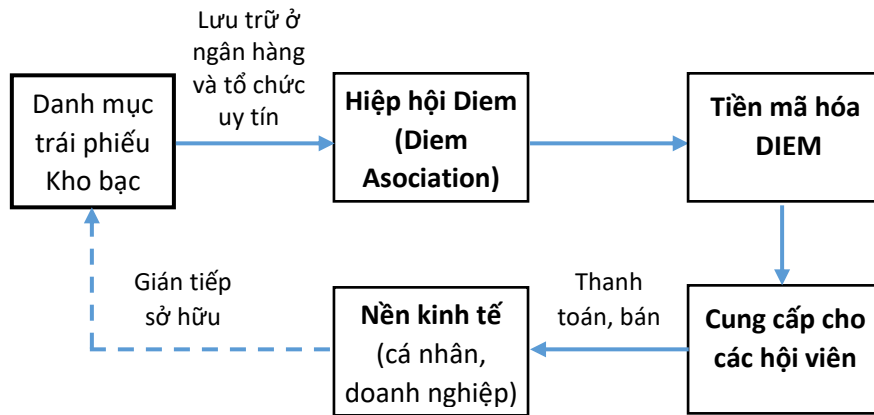 Lưu trữ ở
ngân hàng
và tổ chức
uy tín
Danh mục
trái phiếu
Kho bạc
Hiệp hội Diem
(Diem
Asociation)
Tiền mã hóa
DIEM
Gián tiếp
sở hữu
Nền kinh tế
(cá nhân,
doanh nghiệp)
Thanh
toán, bán
Cung cấp cho
các hội viên